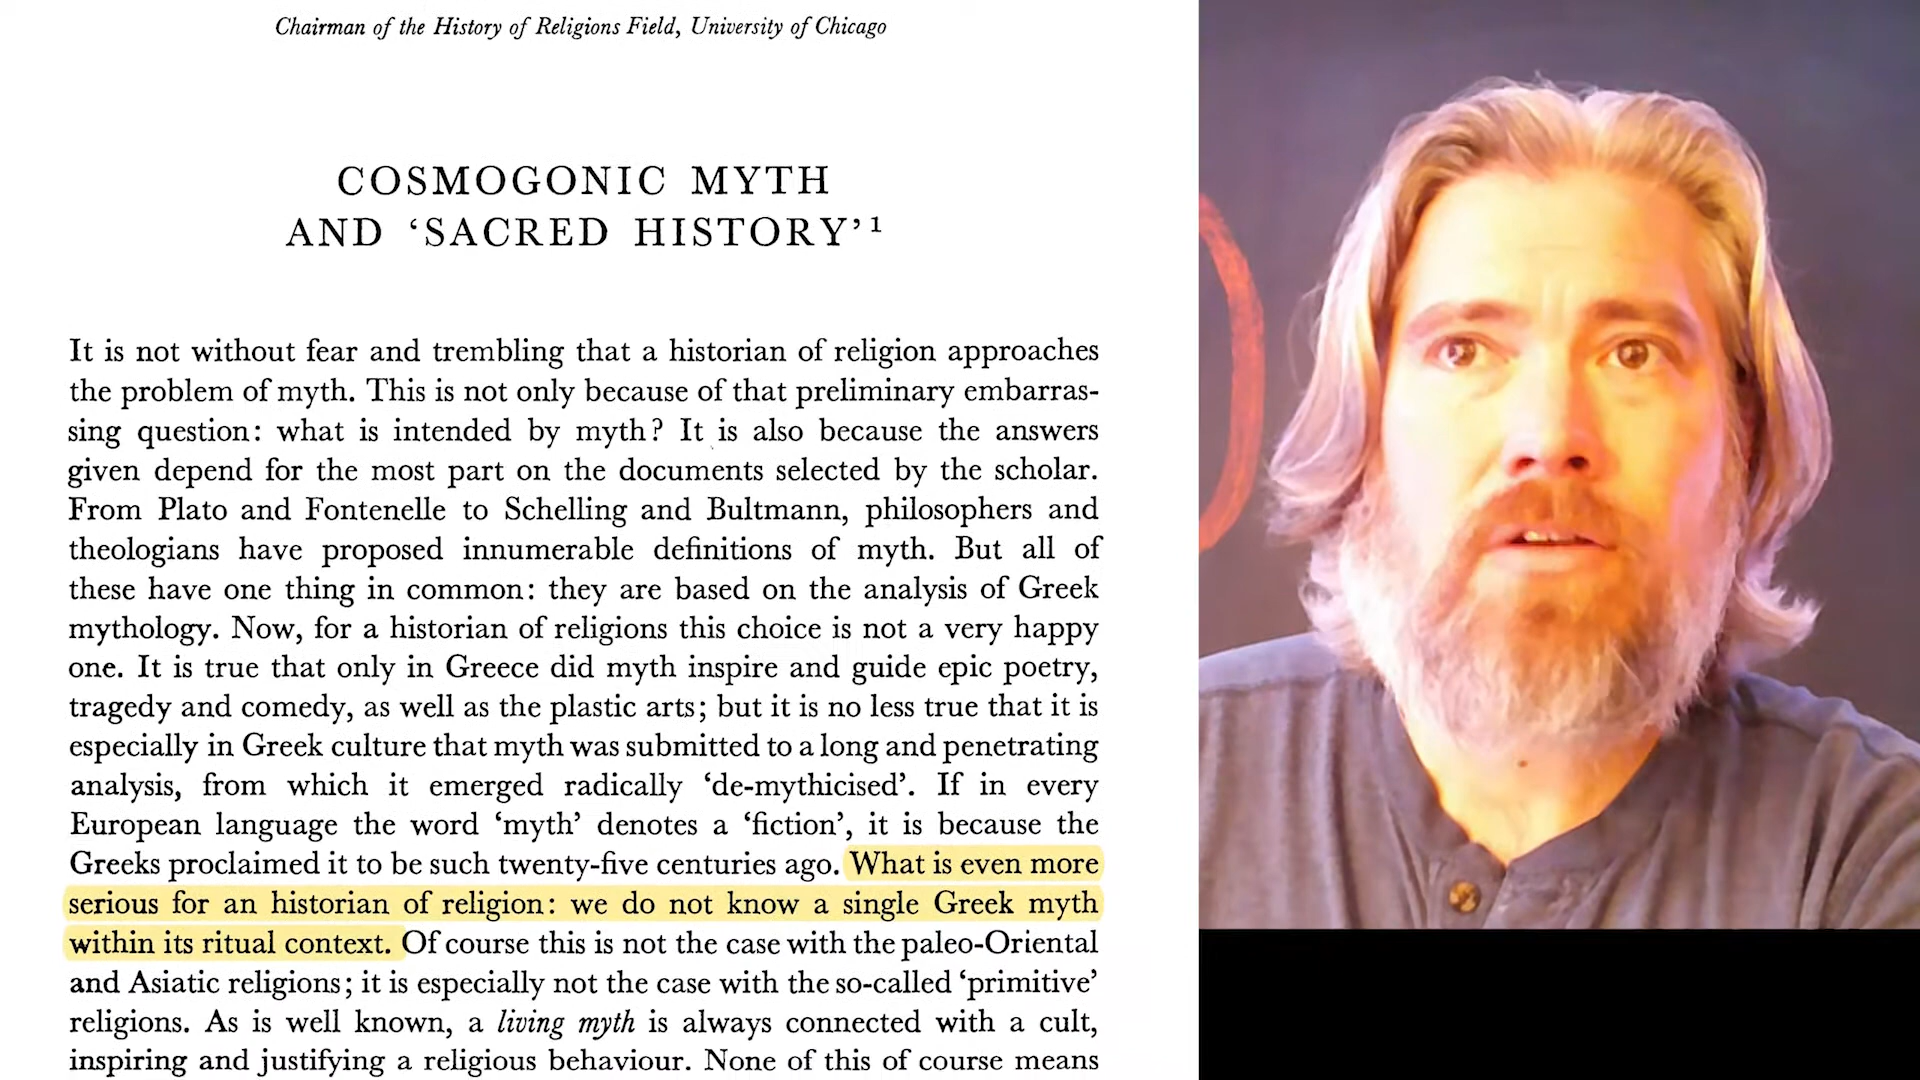 Chairman of the History of Religions Field, University of Chicago
COSMOGONIC MYTH
AND ‘SACRED HISTORY’¹
It is not without fear and trembling that a historian of religion approaches
the problem of myth. This is not only because of that preliminary embarras-
sing question: what is intended by myth? It is also because the answers
given depend for the most part on the documents selected by the scholar.
From Plato and Fontenelle to Schelling and Bultmann, philosophers and
theologians have proposed innumerable definitions of myth. But all of
these have one thing in common: they are based on the analysis of Greek
mythology. Now, for a historian of religions this choice is not a very happy
one. It is true that only in Greece did myth inspire and guide epic poetry,
tragedy and comedy, as well as the plastic arts; but it is no less true that it is
especially in Greek culture that myth was submitted to a long and penetrating
analysis, from which it emerged radically ‘de-mythicised’. If in every
European language the word ‘myth’ denotes a ‘fiction’, it is because the
Greeks proclaimed it to be such twenty-five centuries ago. What is even more
serious for an historian of religion: we do not know a single Greek myth
within its ritual context. Of course this is not the case with the paleo-Oriental
and Asiatic religions; it is especially not the case with the so-called ‘primitive’
religions. As is well known, a living myth is always connected with a cult,
inspiring and justifying a religious behaviour. None of this of course means